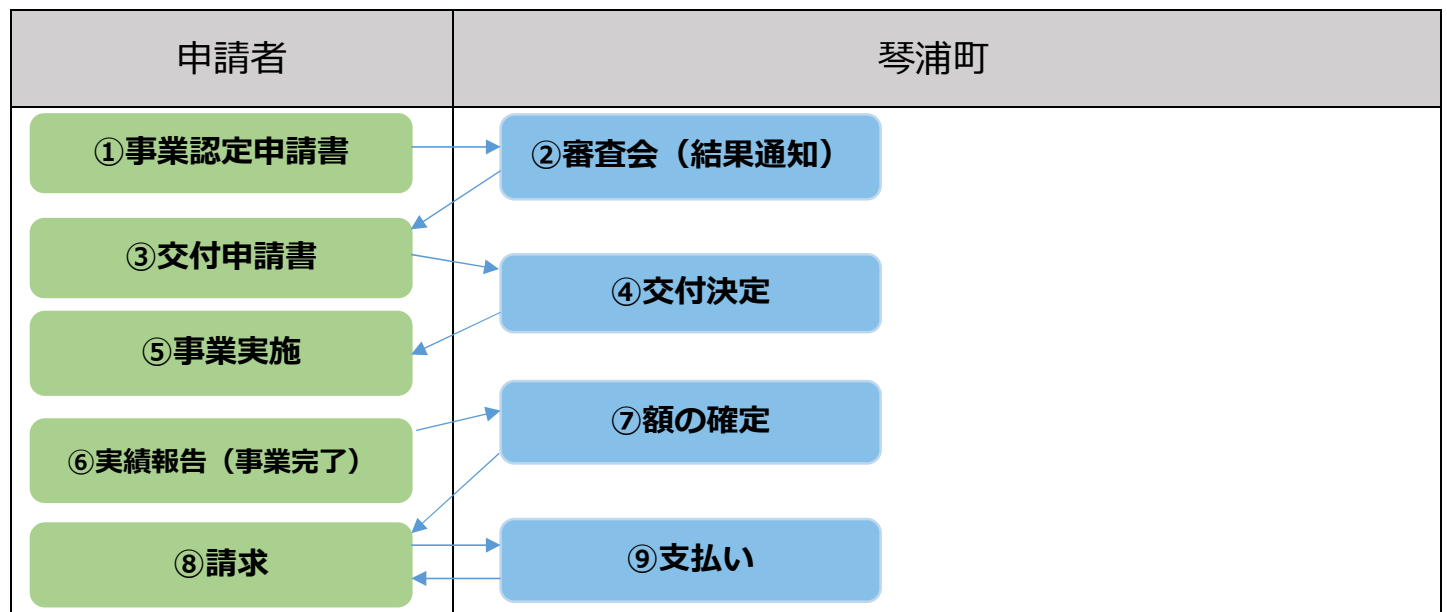 申請者
琴浦町
①事業認定申請書
②審査会（結果通知）
③交付申請書
④交付決定
⑤事業実施
⑥実績報告（事業完了）
⑦額の確定
⑧請求
⑨支払い